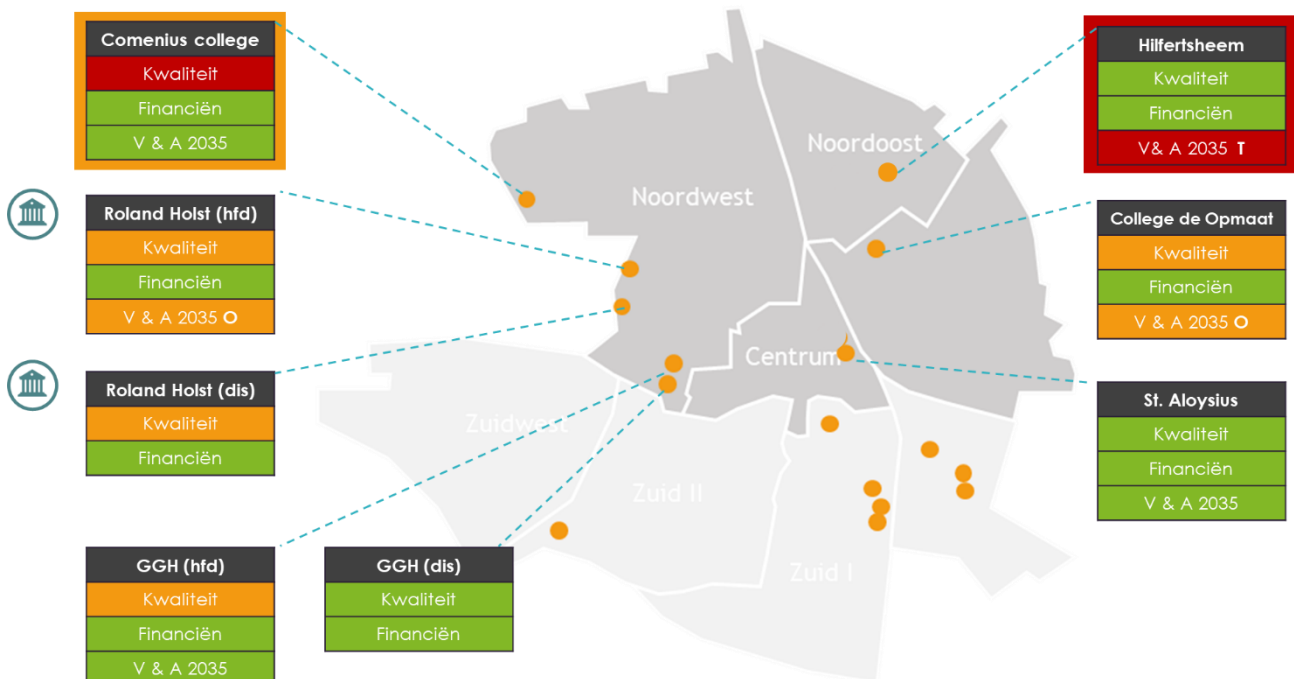 Comenius college
Kwaliteit
Financiën
V & A 2035
Roland Holst (hfd)
Kwaliteit
Financiën
V & A 2035 O
Roland Holst (dis)
Kwaliteit
Financiën
GGH (hfd)
Kwaliteit
Financiën
V & A 2035
GGH (dis)
Kwaliteit
Financiën
Noordwest
Noordoost
Centrum
Zuidwest
Zuid II
Zuid I
Hilfertsheem
Kwaliteit
Financiën
V& A 2035 T
College de Opmaat
Kwaliteit
Financiën
V & A 2035 O
St. Aloysius
Kwaliteit
Financiën
V & A 2035